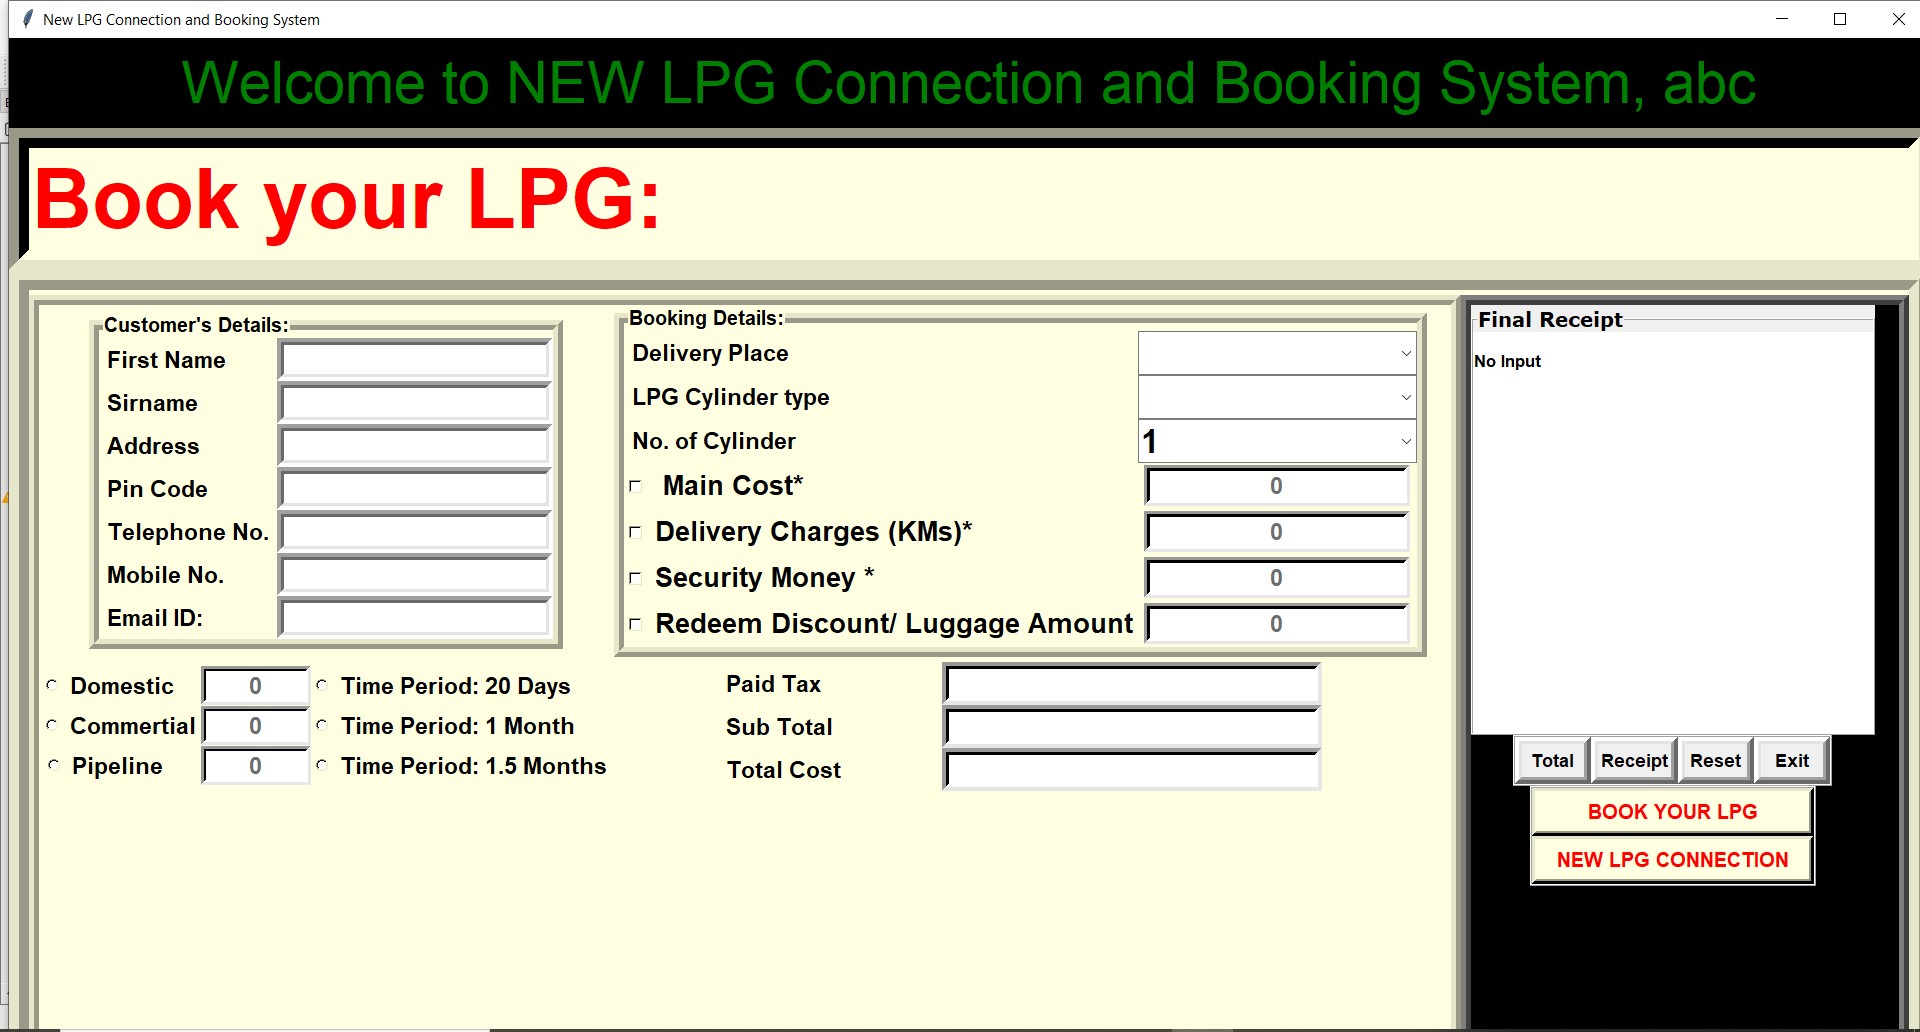 New LPG Connection and Booking System
Welcome to NEW LPG Connection and Booking System, abc
Book your LPG:
Customer's Details:
First Name
Sirname
Address
Pin Code
Telephone No.
Mobile No.
Email ID:
Booking Details:
Delivery Place
LPG Cylinder type
No. of Cylinder 1
Main Cost* 0
Delivery Charges (KMs)* 0
Security Money * 0
Redeem Discount/ Luggage Amount 0
Domestic 0 Time Period: 20 Days
Commertial 0 Time Period: 1 Month
Pipeline 0 Time Period: 1.5 Months
Paid Tax
Sub Total
Total Cost
Final Receipt
No Input
Total Receipt Reset Exit
BOOK YOUR LPG
NEW LPG CONNECTION